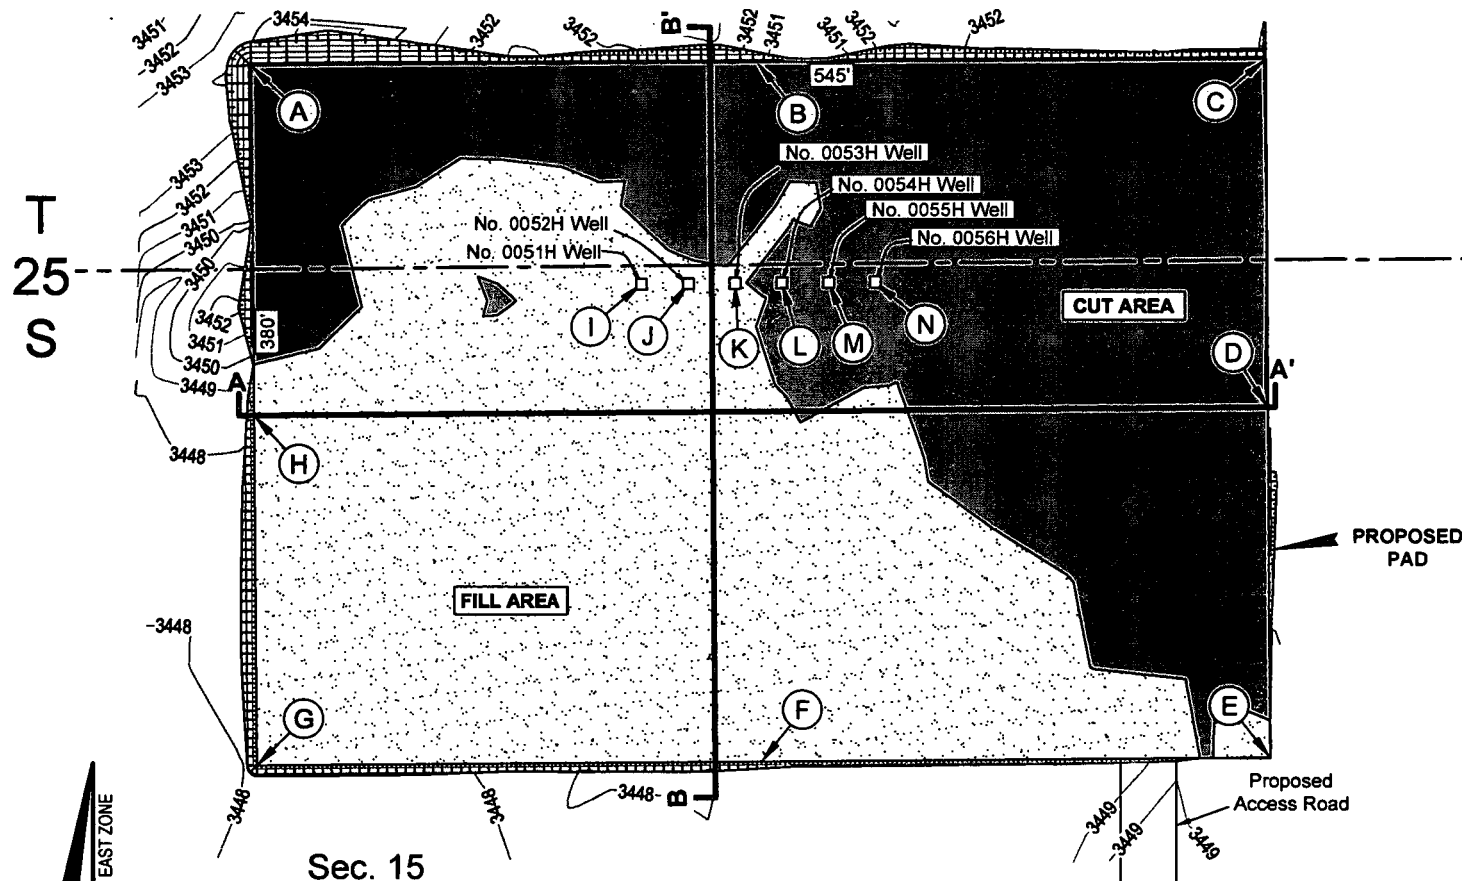 3451
3452
3453
3454
3452
3452
B'
3452
3451
3451
3452
3452
545'
A
B
C
No. 0053H Well
No. 0054H Well
No. 0055H Well
No. 0056H Well
No. 0052H Well
No. 0051H Well
3453
3452
3451
3450
3450
T
25
S
3452
3451
3450
3449
380'
I
J
K
L
M
N
CUT AREA
D
A
A'
3448
H
PROPOSED
PAD
FILL AREA
3448
G
F
E
3448
3448
3448
B
Proposed
Access Road
3449
3449
3449
EAST ZONE
Sec. 15